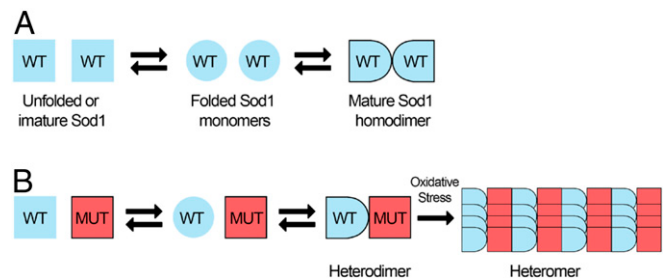 A
WT WT WT WT WT WT
Unfolded or
imature Sod1
Folded Sod1
monomers
Mature Sod1
homodimer
B
Oxidative
Stress
WT MUT WT MUT WT MUT
Heterodimer
Heteromer